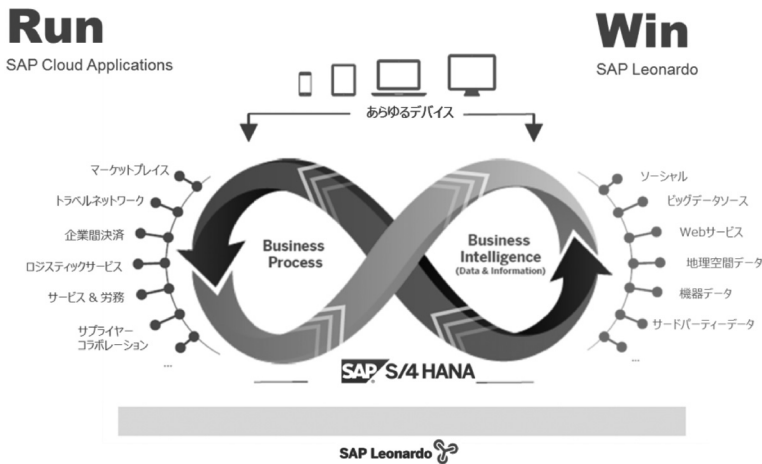 Run
SAP Cloud Applications
Win
SAP Leonardo
あらゆるデバイス
マーケットプレイス
トラベルネットワーク
企業間決済
ロジスティックサービス
サービス & 労務
サプライヤー
コラボレーション
...
Business
Process
Business
Intelligence
(Data & Information)
ソーシャル
ビッグデータソース
Webサービス
地理空間データ
機器データ
サードパーティーデータ
...
SAP S/4 HANA
SAP Leonardo